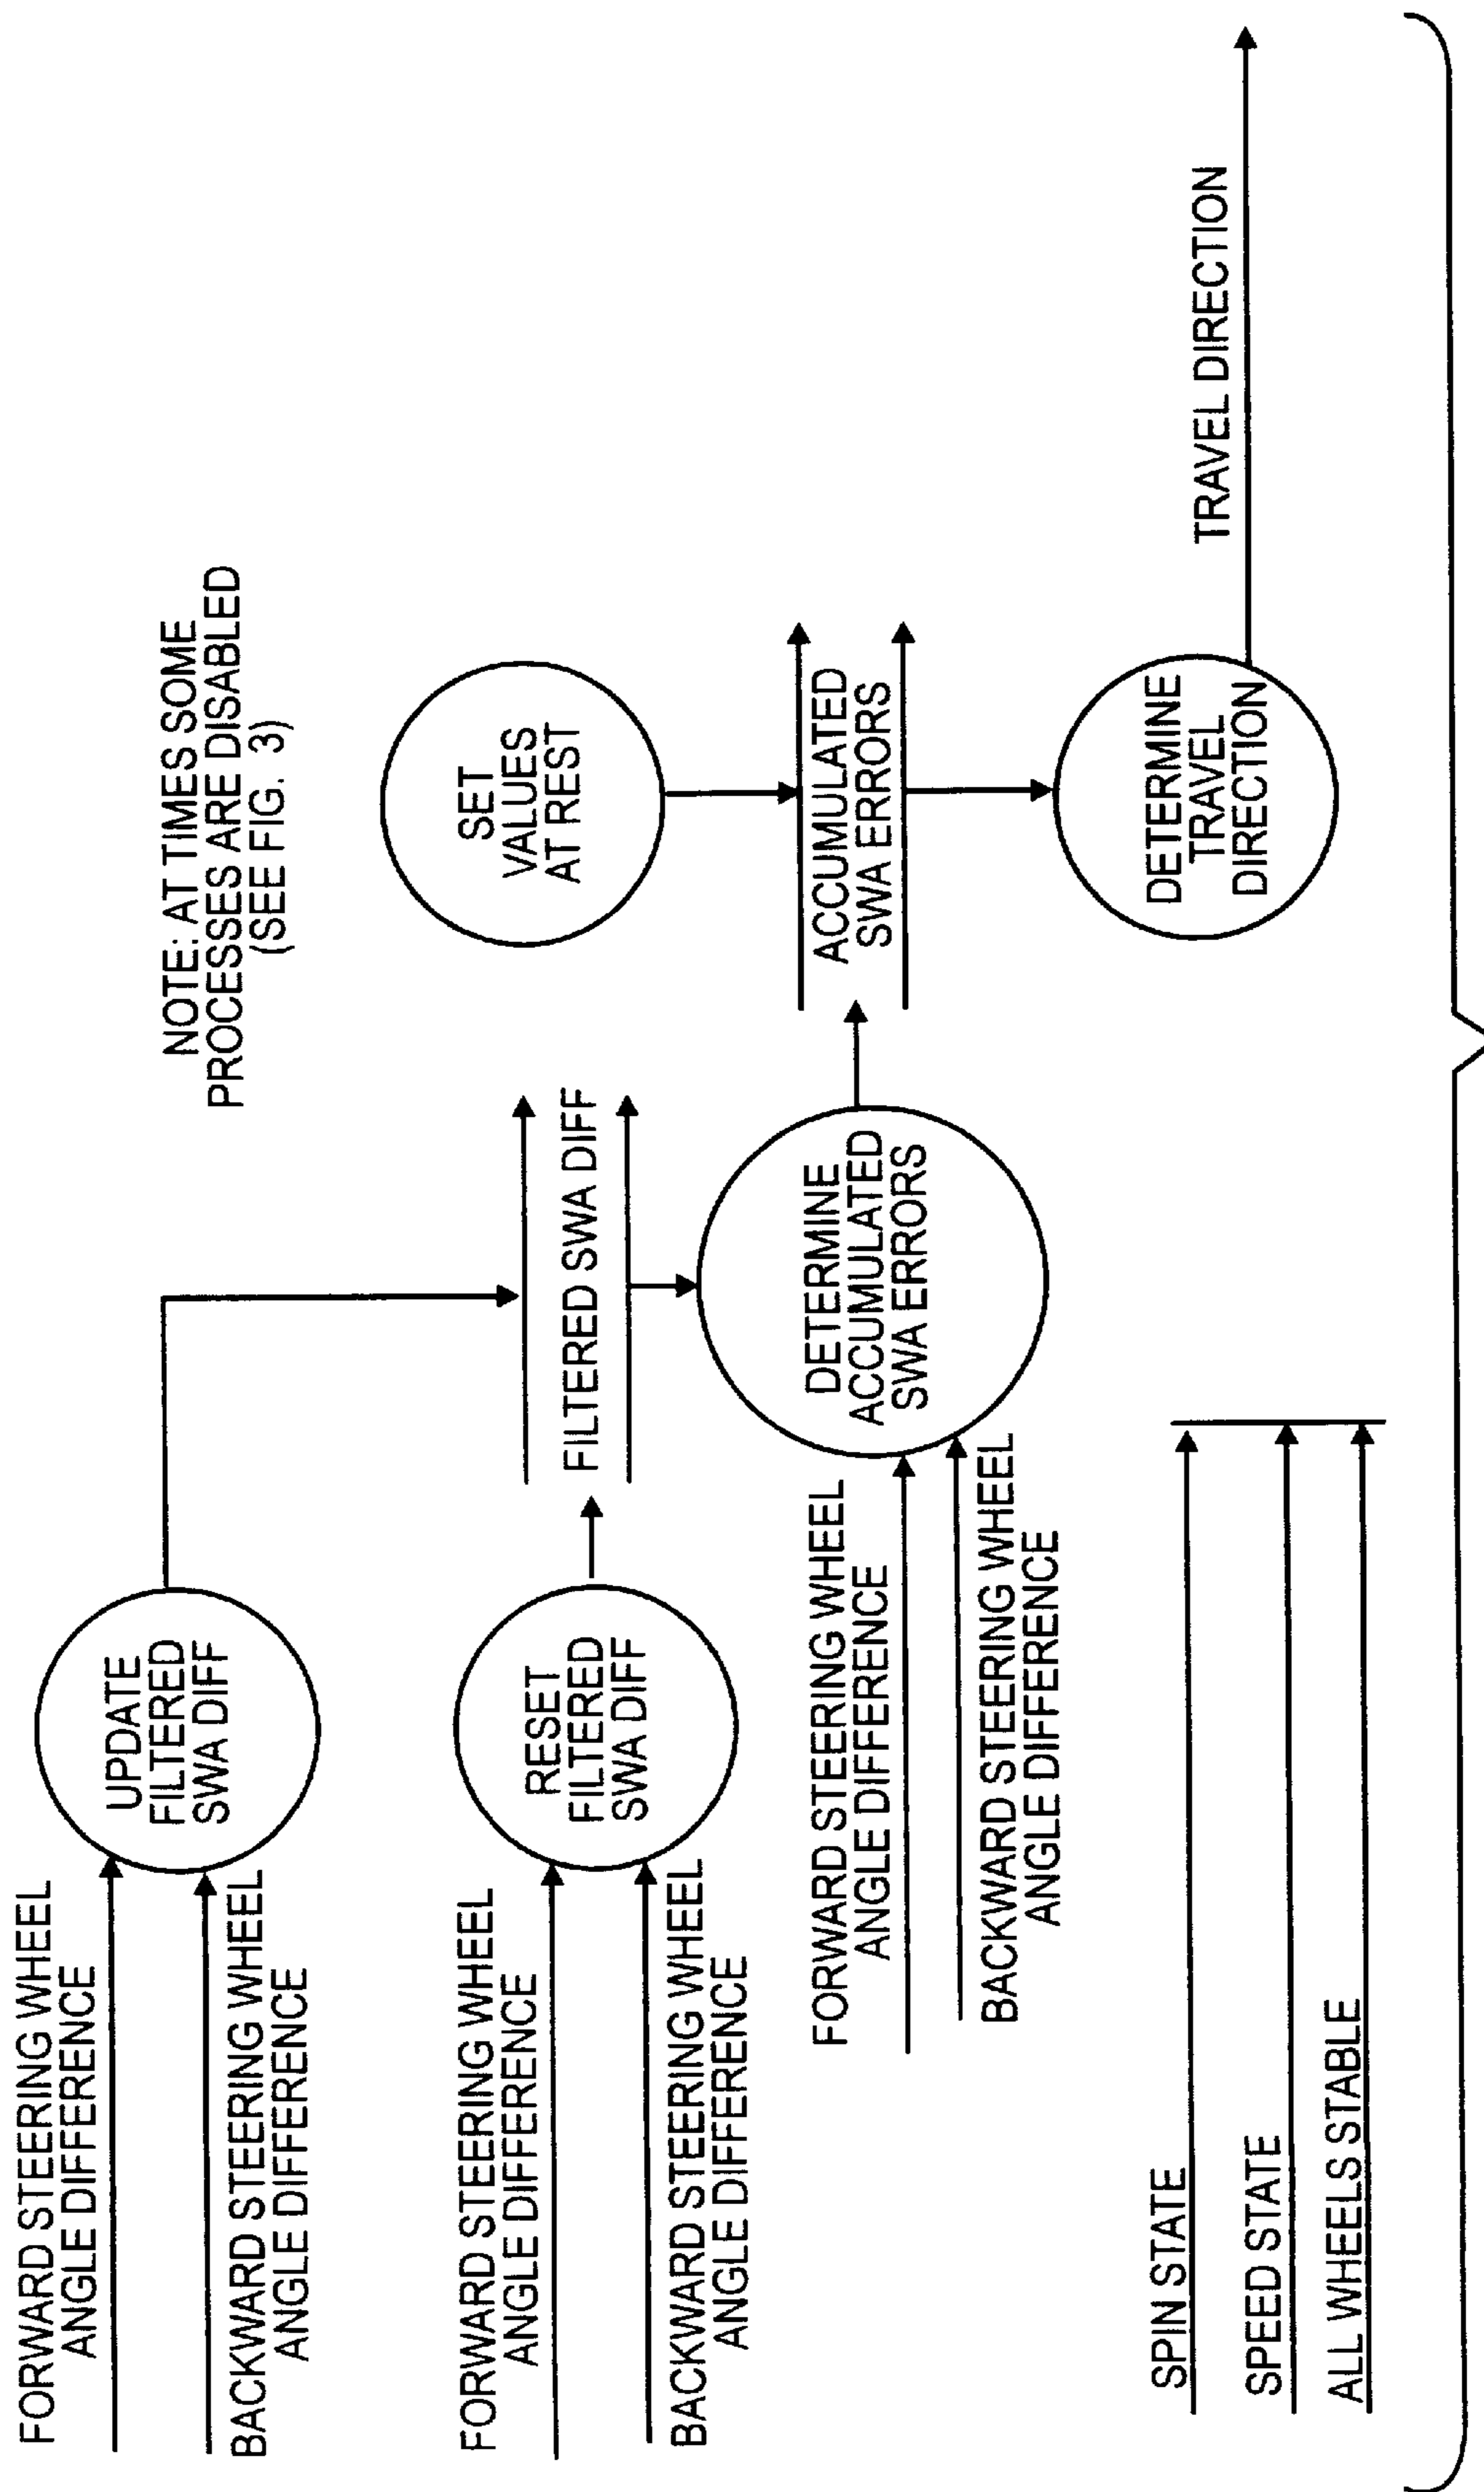 FORWARD STEERING WHEEL
ANGLE DIFFERENCE
BACKWARD STEERING WHEEL
ANGLE DIFFERENCE
UPDATE
FILTERED
SWA DIFF
NOTE: AT TIMES SOME
PROCESSES ARE DISABLED
(SEE FIG. 3)
FORWARD STEERING WHEEL
ANGLE DIFFERENCE
BACKWARD STEERING WHEEL
ANGLE DIFFERENCE
RESET
FILTERED
SWA DIFF
FILTERED SWA DIFF
SET
VALUES
AT REST
FORWARD STEERING WHEEL
ANGLE DIFFERENCE
BACKWARD STEERING WHEEL
ANGLE DIFFERENCE
DETERMINE
ACCUMULATED
SWA ERRORS
ACCUMULATED
SWA ERRORS
DETERMINE
TRAVEL
DIRECTION
TRAVEL DIRECTION
SPIN STATE
SPEED STATE
ALL WHEELS STABLE